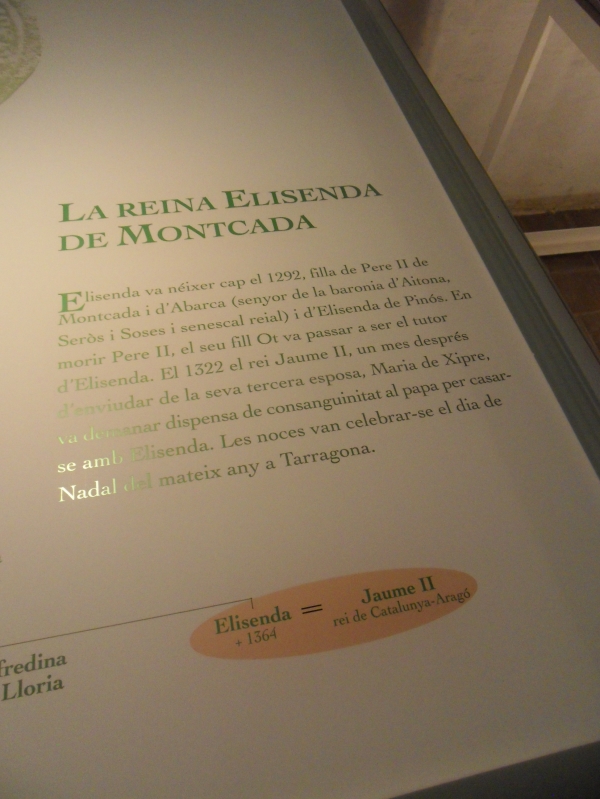 LA REINA ELISENDA
DE MONTCADA
Elisenda va néixer cap el 1292, filla de Pere II de
Montcada i d'Abarca (senyor de la baronia d'Aitona,
Seròs i Soses i senescal reial) i d'Elisenda de Pinós. En
morir Pere II, el seu fill Ot va passar a ser el tutor
d'Elisenda. El 1322 el rei Jaume II, un mes després
d'enviudar de la seva tercera esposa, Maria de Xipre,
va demanar dispensa de consanguinitat al papa per casar-
se amb Elisenda. Les noces van celebrar-se el dia de
Nadal del mateix any a Tarragona.
Elisenda = Jaume II
+ 1364 rei de Catalunya-Aragó
fredina
Lloria